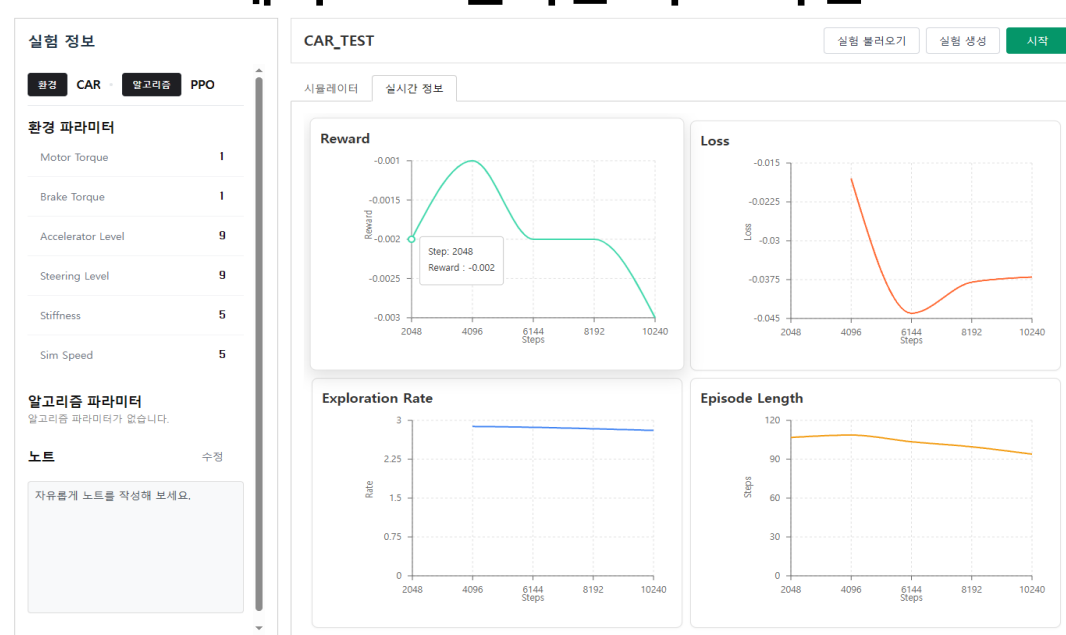 실험 정보
환경 CAR 알고리즘 PPO
환경 파라미터
Motor Torque 1
Brake Torque 1
Accelerator Level 9
Steering Level 9
Stiffness 5
Sim Speed 5
알고리즘 파라미터
알고리즘 파라미터가 없습니다.
노트 수정
자유롭게 노트를 작성해 보세요.
CAR_TEST
실험 불러오기 실험 생성 시작
시뮬레이터 실시간 정보
Reward
-0.001
-0.0015
-0.002
-0.0025
-0.003
Reward
Step: 2048
Reward : -0.002
2048 4096 6144 8192 10240
Steps
Loss
-0.015
-0.0225
-0.03
-0.0375
-0.045
Loss
2048 4096 6144 8192 10240
Steps
Exploration Rate
3
2.25
1.5
0.75
0
Rate
2048 4096 6144 8192 10240
Steps
Episode Length
120
90
60
30
0
Steps
2048 4096 6144 8192 10240
Steps